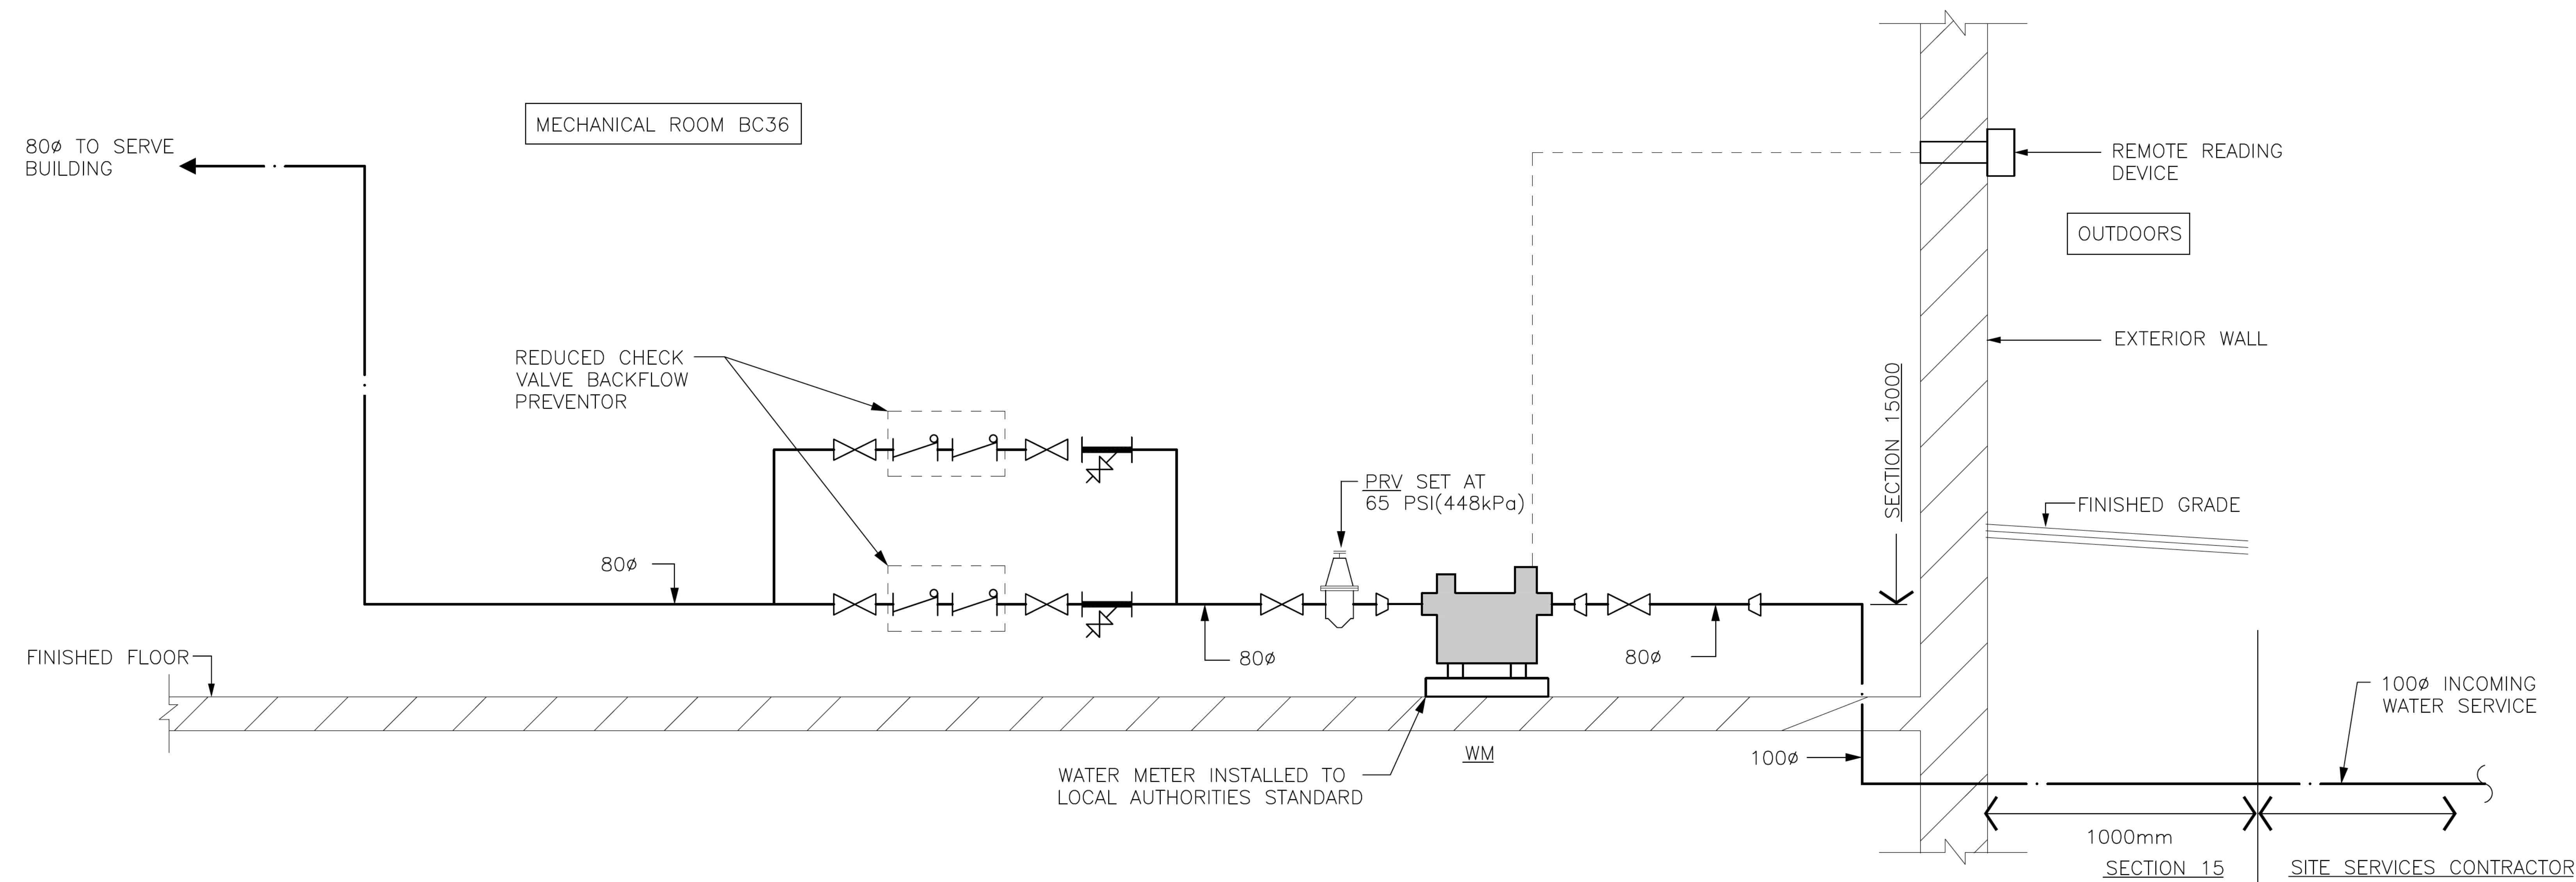 MECHANICAL ROOM BC36
80ø TO SERVE
BUILDING
REMOTE READING
DEVICE
OUTDOORS
EXTERIOR WALL
REDUCED CHECK
VALVE BACKFLOW
PREVENTOR
SECTION 15000
PRV SET AT
65 PSI(448kPa)
FINISHED GRADE
80ø
80ø
80ø
FINISHED FLOOR
100ø INCOMING
WATER SERVICE
WM
100ø
WATER METER INSTALLED TO
LOCAL AUTHORITIES STANDARD
1000mm
SECTION 15
SITE SERVICES CONTRACTOR